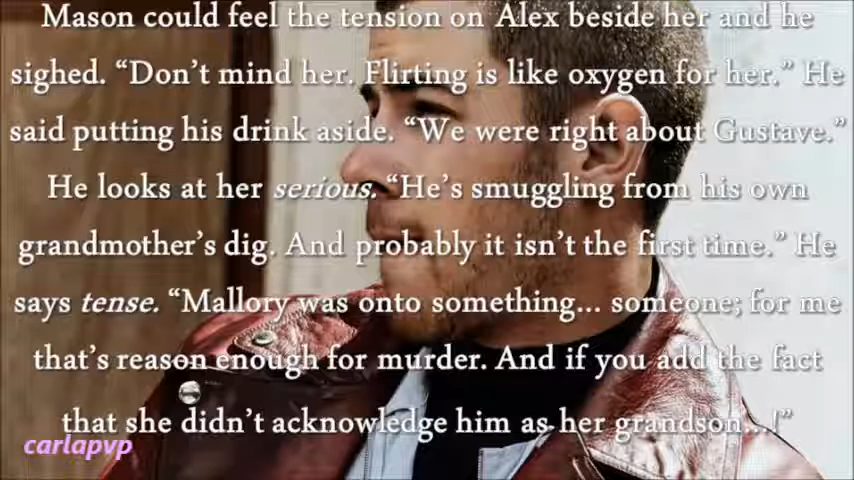 Mason could feel the tension on Alex beside her and he
sighed. “Don’t mind her. Flirting is like oxygen for her.” He
said putting his drink aside. “We were right about Gustave.”
He looks at her serious. “He’s smuggling from his own
grandmother’s dig. And probably it isn’t the first time.” He
says tense. “Mallory was onto something... someone; for me
that’s reason enough for murder. And if you add the fact
that she didn’t acknowledge him as her grandson...!”
carlapvp